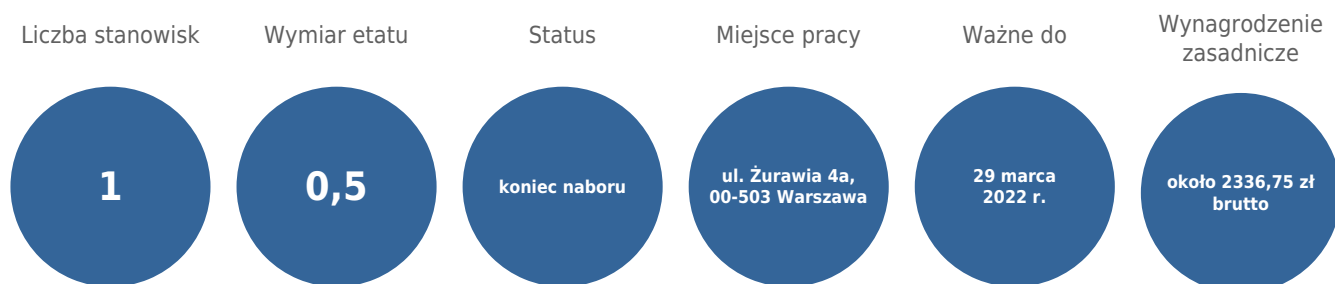 Liczba stanowisk
Wymiar etatu
Status
Miejsce pracy
Ważne do
Wynagrodzenie
zasadnicze
1
0,5
koniec naboru
ul. Żurawia 4a,
00-503 Warszawa
29 marca
2022 r.
około 2336,75 zł
brutto